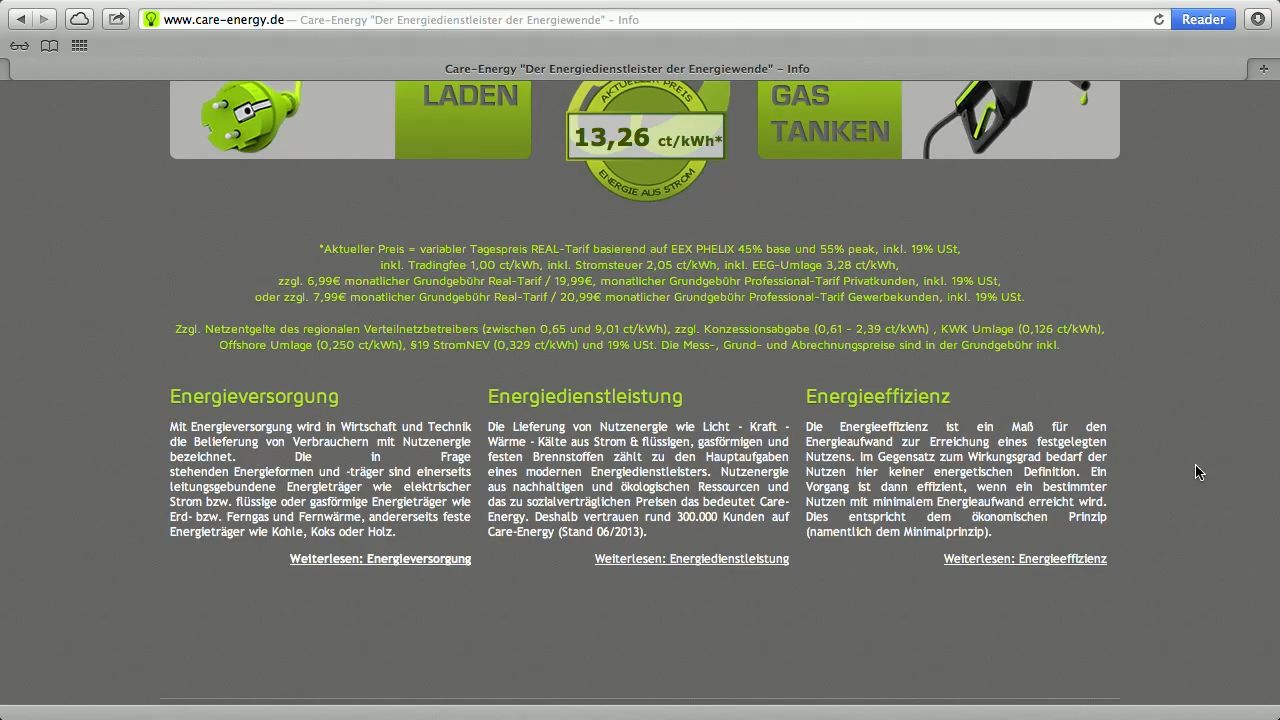 www.care-energy.de — Care-Energy "Der Energiedienstleister der Energiewende" - Info
Reader
Care-Energy "Der Energiedienstleister der Energiewende" - Info
LADEN
AKTUELLER PREIS
13,26 ct/kWh*
ENERGIE AUS STROM
GAS
TANKEN
*Aktueller Preis = variabler Tagespreis REAL-Tarif basierend auf EEX PHELIX 45% base und 55% peak, inkl. 19% USt,
inkl. Tradingfee 1,00 ct/kWh, inkl. Stromsteuer 2,05 ct/kWh, inkl. EEG-Umlage 3,28 ct/kWh,
zzgl. 6,99€ monatlicher Grundgebühr Real-Tarif / 19,99€, monatlicher Grundgebühr Professional-Tarif Privatkunden, inkl. 19% USt,
oder zzgl. 7,99€ monatlicher Grundgebühr Real-Tarif / 20,99€ monatlicher Grundgebühr Professional-Tarif Gewerbekunden, inkl. 19% USt.
Zzgl. Netzentgelte des regionalen Verteilnetzbetreibers (zwischen 0,65 und 9,01 ct/kWh), zzgl. Konzessionsabgabe (0,61 - 2,39 ct/kWh) , KWK Umlage (0,126 ct/kWh),
Offshore Umlage (0,250 ct/kWh), §19 StromNEV (0,329 ct/kWh) und 19% USt. Die Mess-, Grund- und Abrechnungspreise sind in der Grundgebühr inkl.
Energieversorgung
Mit Energieversorgung wird in Wirtschaft und Technik
die Belieferung von Verbrauchern mit Nutzenergie
bezeichnet. Die in Frage
stehenden Energieformen und -träger sind einerseits
leitungsgebundene Energieträger wie elektrischer
Strom bzw. flüssige oder gasförmige Energieträger wie
Erd- bzw. Ferngas und Fernwärme, andererseits feste
Energieträger wie Kohle, Koks oder Holz.
Weiterlesen: Energieversorgung
Energiedienstleistung
Die Lieferung von Nutzenergie wie Licht - Kraft -
Wärme - Kälte aus Strom & flüssigen, gasförmigen und
festen Brennstoffen zählt zu den Hauptaufgaben
eines modernen Energiedienstleisters. Nutzenergie
aus nachhaltigen und ökologischen Ressourcen und
das zu sozialverträglichen Preisen das bedeutet Care-
Energy. Deshalb vertrauen rund 300.000 Kunden auf
Care-Energy (Stand 06/2013).
Weiterlesen: Energiedienstleistung
Energieeffizienz
Die Energieeffizienz ist ein Maß für den
Energieaufwand zur Erreichung eines festgelegten
Nutzens. Im Gegensatz zum Wirkungsgrad bedarf der
Nutzen hier keiner energetischen Definition. Ein
Vorgang ist dann effizient, wenn ein bestimmter
Nutzen mit minimalem Energieaufwand erreicht wird.
Dies entspricht dem ökonomischen Prinzip
(namentlich dem Minimalprinzip).
Weiterlesen: Energieeffizienz